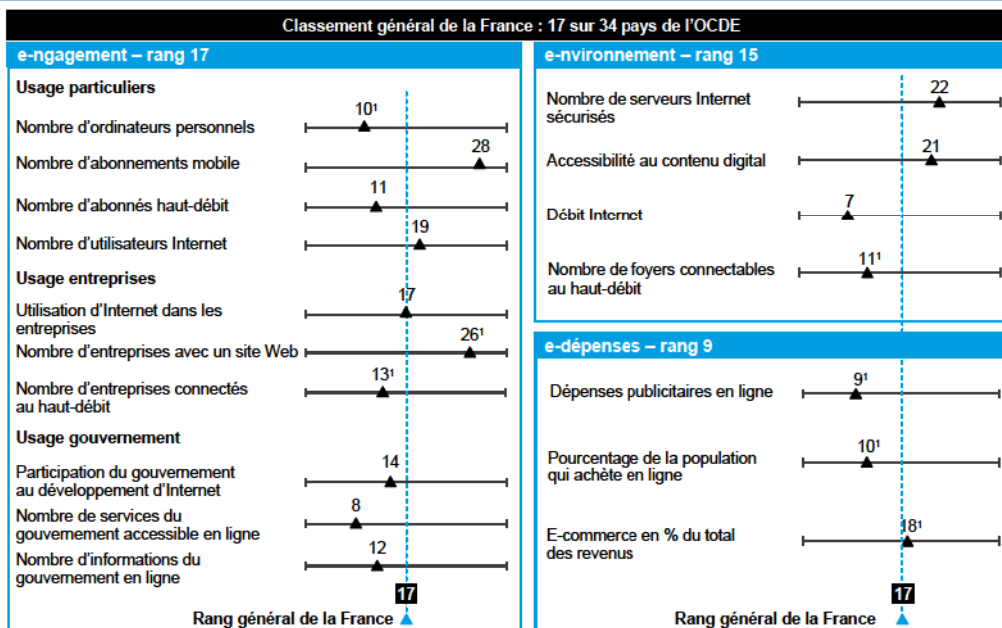 Classement général de la France : 17 sur 34 pays de l'OCDE
e-ngagement – rang 17
Usage particuliers
Nombre d'ordinateurs personnels
10¹
Nombre d'abonnements mobile
28
Nombre d'abonnés haut-débit
11
Nombre d'utilisateurs Internet
19
Usage entreprises
Utilisation d'Internet dans les
entreprises
17
Nombre d'entreprises avec un site Web
26¹
Nombre d'entreprises connectés
au haut-débit
13¹
Usage gouvernement
Participation du gouvernement
au développement d'Internet
14
Nombre de services du
gouvernement accessible en ligne
8
Nombre d'informations du
gouvernement en ligne
12
17
Rang général de la France
e-nvironnement – rang 15
Nombre de serveurs Internet
sécurisés
22
Accessibilité au contenu digital
21
Débit Internet
7
Nombre de foyers connectables
au haut-débit
11¹
e-dépenses – rang 9
Dépenses publicitaires en ligne
9¹
Pourcentage de la population
qui achète en ligne
10¹
E-commerce en % du total
des revenus
18¹
17
Rang général de la France